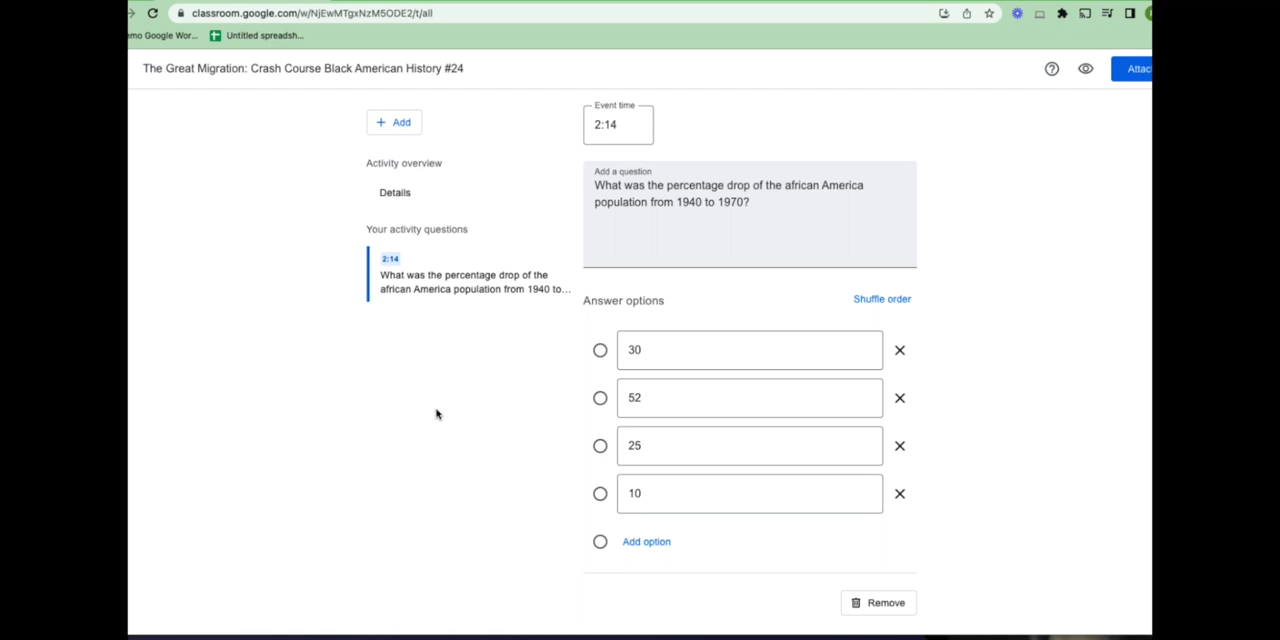 classroom.google.com/w/NjEwMTgxNzM5ODE2/t/all
emo Google Wor... Untitled spreadsh...
The Great Migration: Crash Course Black American History #24
Attac
Event time
2:14
+ Add
Activity overview
Details
Your activity questions
2:14
What was the percentage drop of the
african America population from 1940 to...
Add a question
What was the percentage drop of the african America
population from 1940 to 1970?
Answer options
Shuffle order
30
52
25
10
Add option
Remove